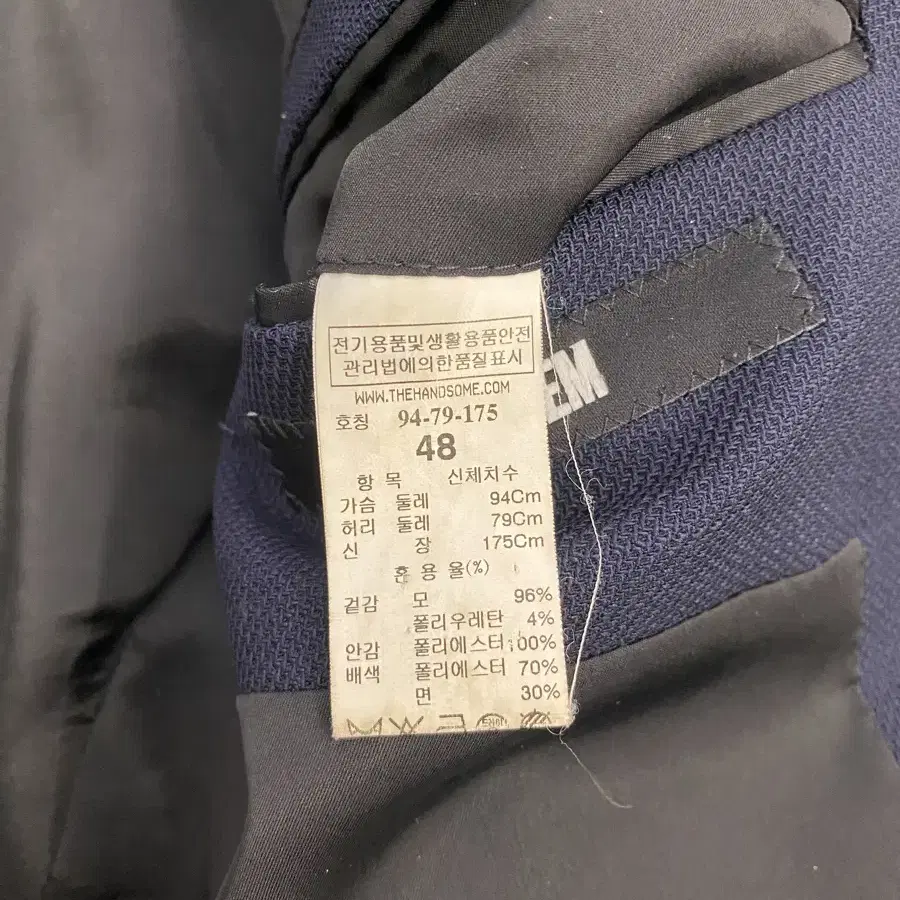 전기용품및생활용품안전
관리법에의한품질표시
WWW.THEHANDSOME.COM
호칭 94-79-175
48
항 목 신체치수
가슴 둘레 94Cm
허리 둘레 79Cm
신 장 175Cm
혼 용 율(%)
겉감 모 96%
폴리우레탄 4%
안감 폴리에스터 100%
배색 폴리에스터 70%
면 30%
EM